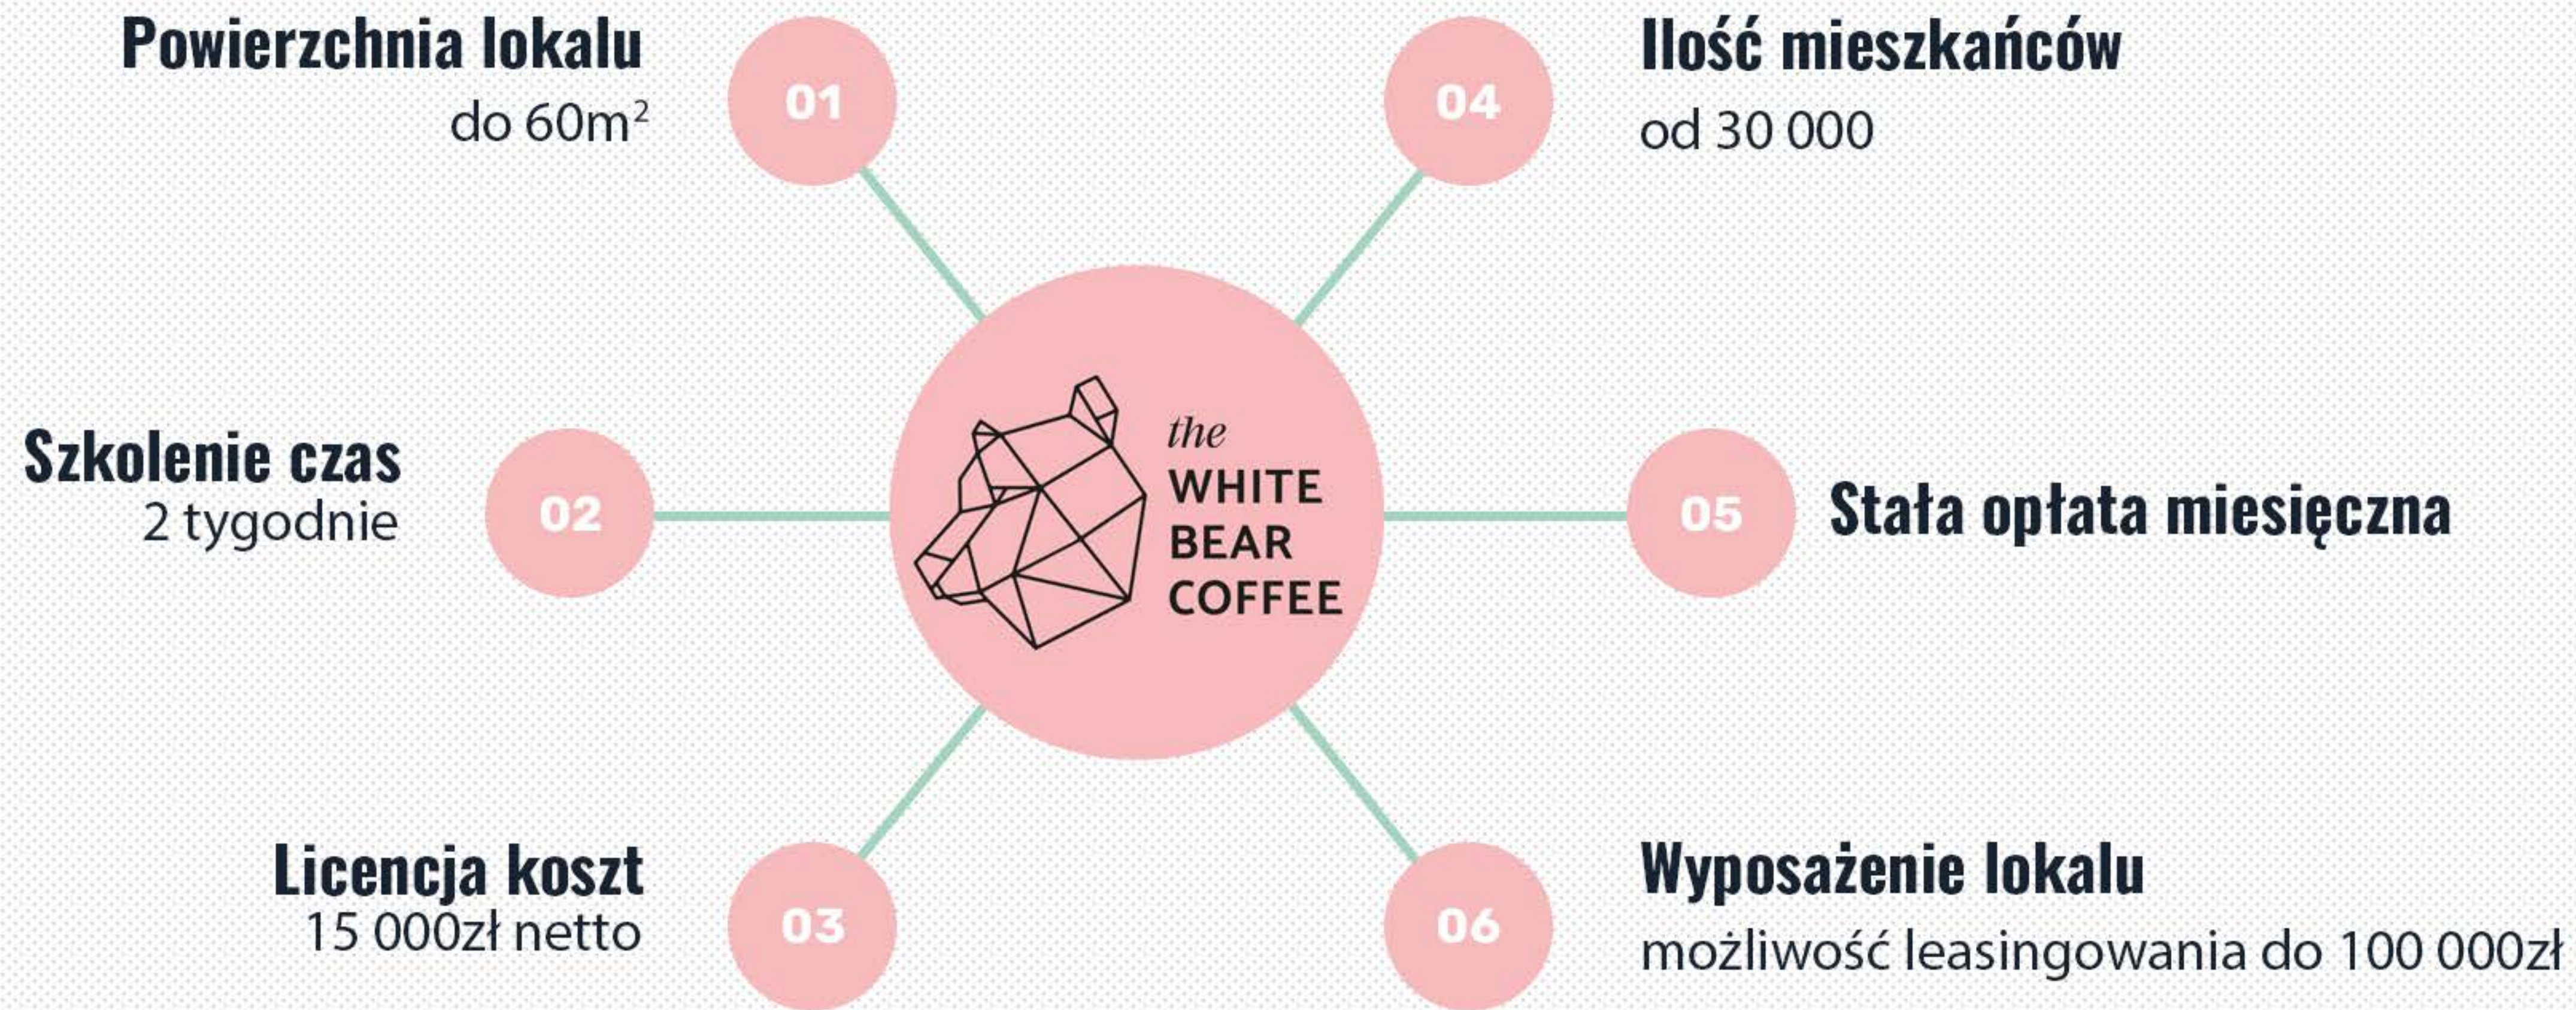 Powierzchnia lokalu
do 60m²
01
Szkolenie czas
2 tygodnie
02
Licencja koszt
15 000zł netto
03
the
WHITE
BEAR
COFFEE
04
Ilość mieszkańców
od 30 000
05
Stała opłata miesięczna
06
Wyposażenie lokalu
możliwość leasingowania do 100 000zł